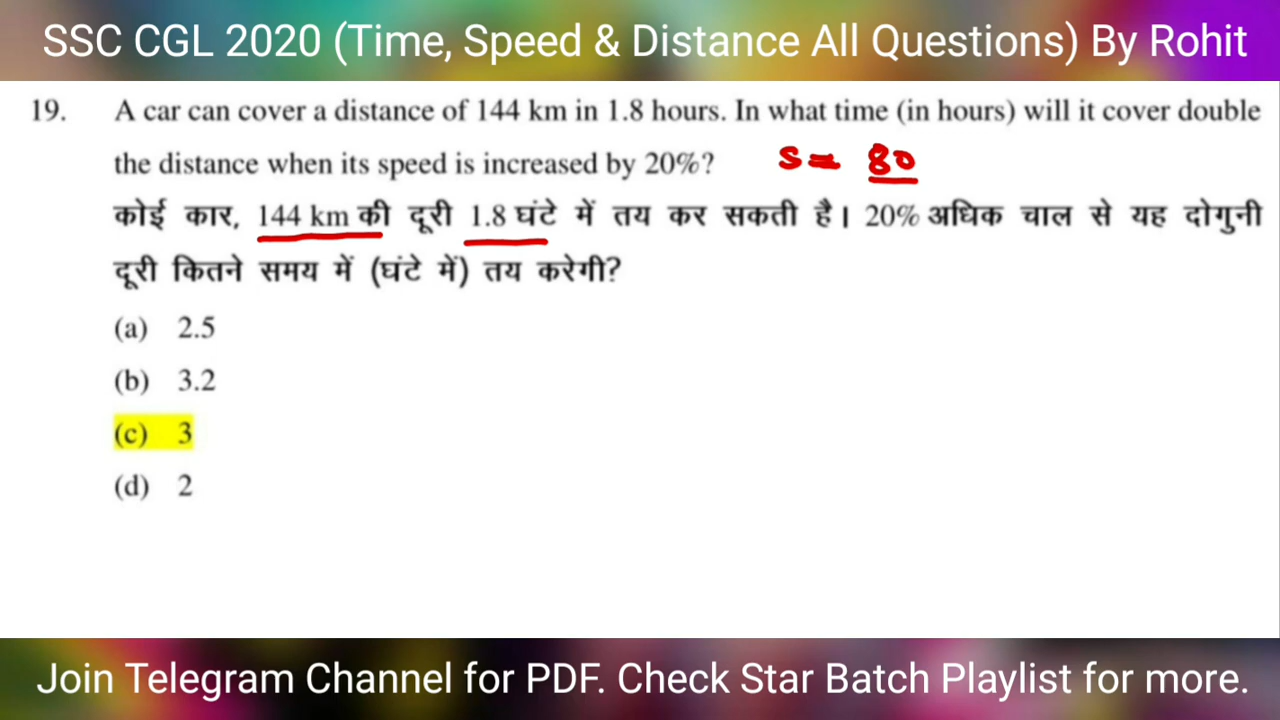 SSC CGL 2020 (Time, Speed & Distance All Questions) By Rohit
19. A car can cover a distance of 144 km in 1.8 hours. In what time (in hours) will it cover double
the distance when its speed is increased by 20%? S = 80
कोई कार, 144 km की दूरी 1.8 घंटे में तय कर सकती है। 20% अधिक चाल से यह दोगुनी
दूरी कितने समय में (घंटे में) तय करेगी?
(a) 2.5
(b) 3.2
(c) 3
(d) 2
Join Telegram Channel for PDF. Check Star Batch Playlist for more.